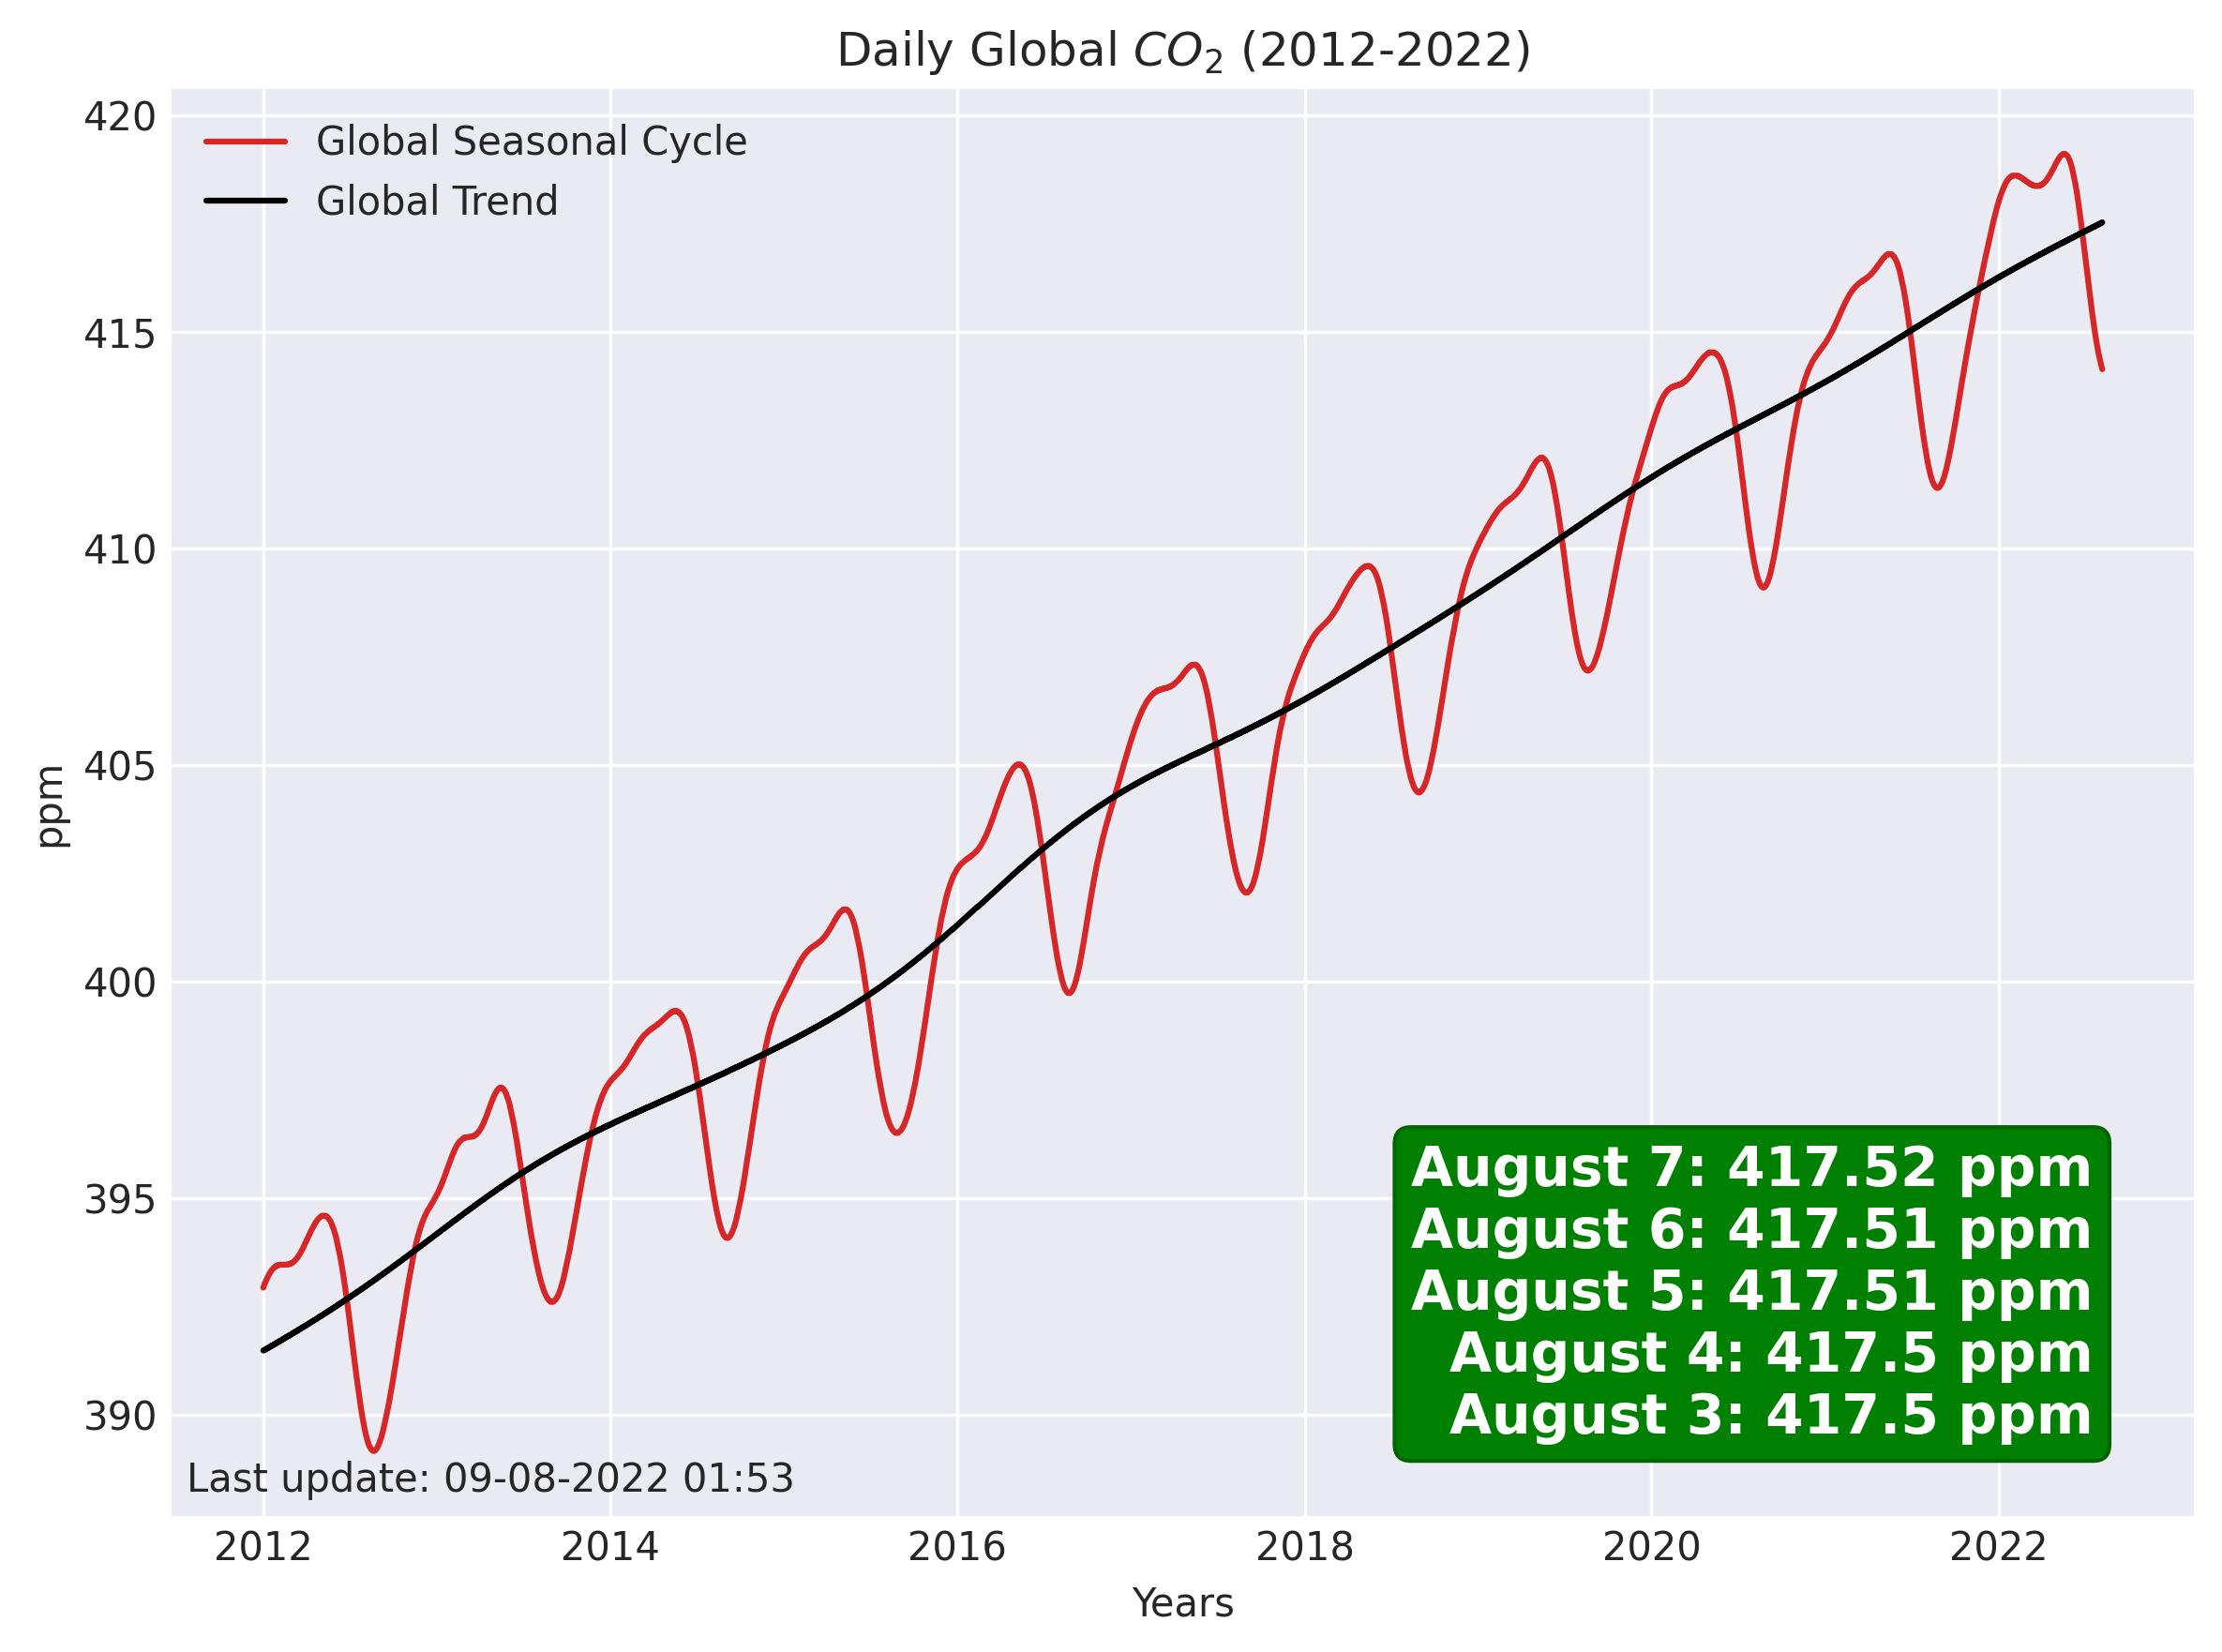 Daily Global CO₂ (2012-2022)
420
415
410
405
400
395
390
ppm
Global Seasonal Cycle
Global Trend
August 7: 417.52 ppm
August 6: 417.51 ppm
August 5: 417.51 ppm
August 4: 417.5 ppm
August 3: 417.5 ppm
Last update: 09-08-2022 01:53
2012 2014 2016 2018 2020 2022
Years